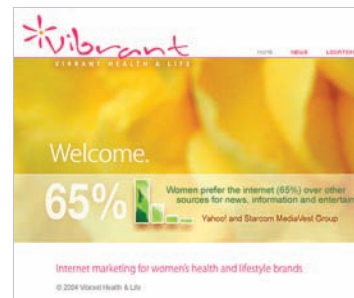 Vibrant
VIBRANT HEALTH & LIFE
HOME NEWS LOCATION
Welcome.
65%
Women prefer the internet (65%) over other
sources for news, information and entertain
Yahoo! and Starcom MediaVest Group
Internet marketing for women's health and lifestyle brands
© 2004 Vibrant Health & Life